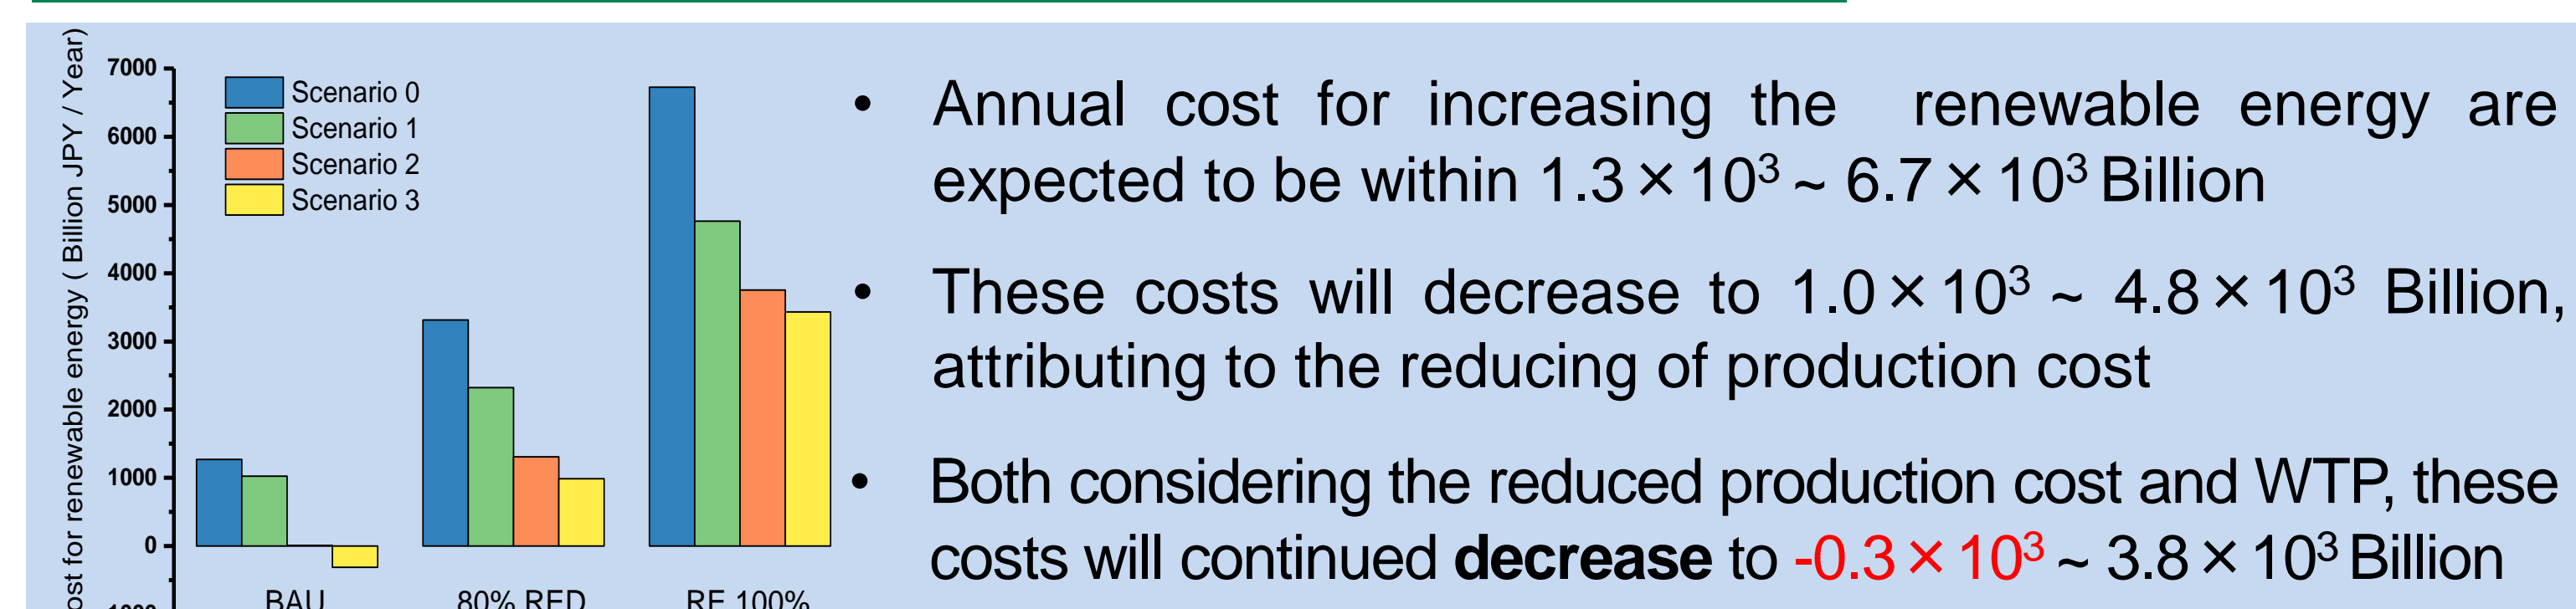 ost for renewable energy ( Billion JPY / Year)
7000
6000
5000
4000
3000
2000
1000
0
Scenario 0
Scenario 1
Scenario 2
Scenario 3
BAU
80% RED
RE 100%
• Annual cost for increasing the renewable energy are
expected to be within 1.3 × 10³ ~ 6.7 × 10³ Billion
• These costs will decrease to 1.0 × 10³ ~ 4.8 × 10³ Billion,
attributing to the reducing of production cost
• Both considering the reduced production cost and WTP, these
costs will continued decrease to -0.3 × 10³ ~ 3.8 × 10³ Billion